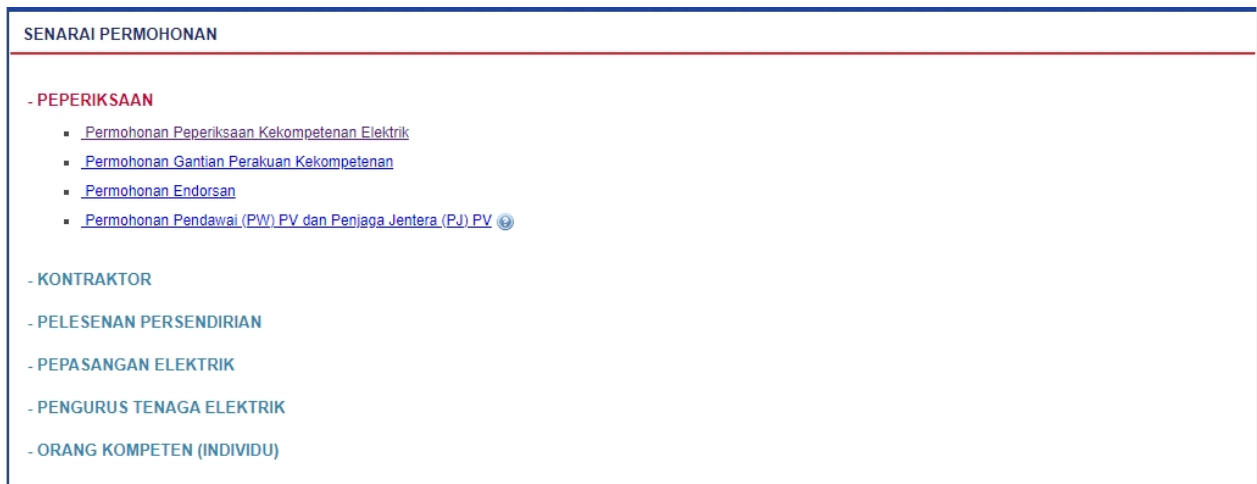 SENARAI PERMOHONAN
- PEPERIKSAAN
Permohonan Peperiksaan Kekompetenan Elektrik
Permohonan Gantian Perakuan Kekompetenan
Permohonan Endorsan
Permohonan Pendawai (PW) PV dan Penjaga Jentera (PJ) PV
- KONTRAKTOR
- PELESENAN PERSENDIRIAN
- PEPASANGAN ELEKTRIK
- PENGURUS TENAGA ELEKTRIK
- ORANG KOMPETEN (INDIVIDU)